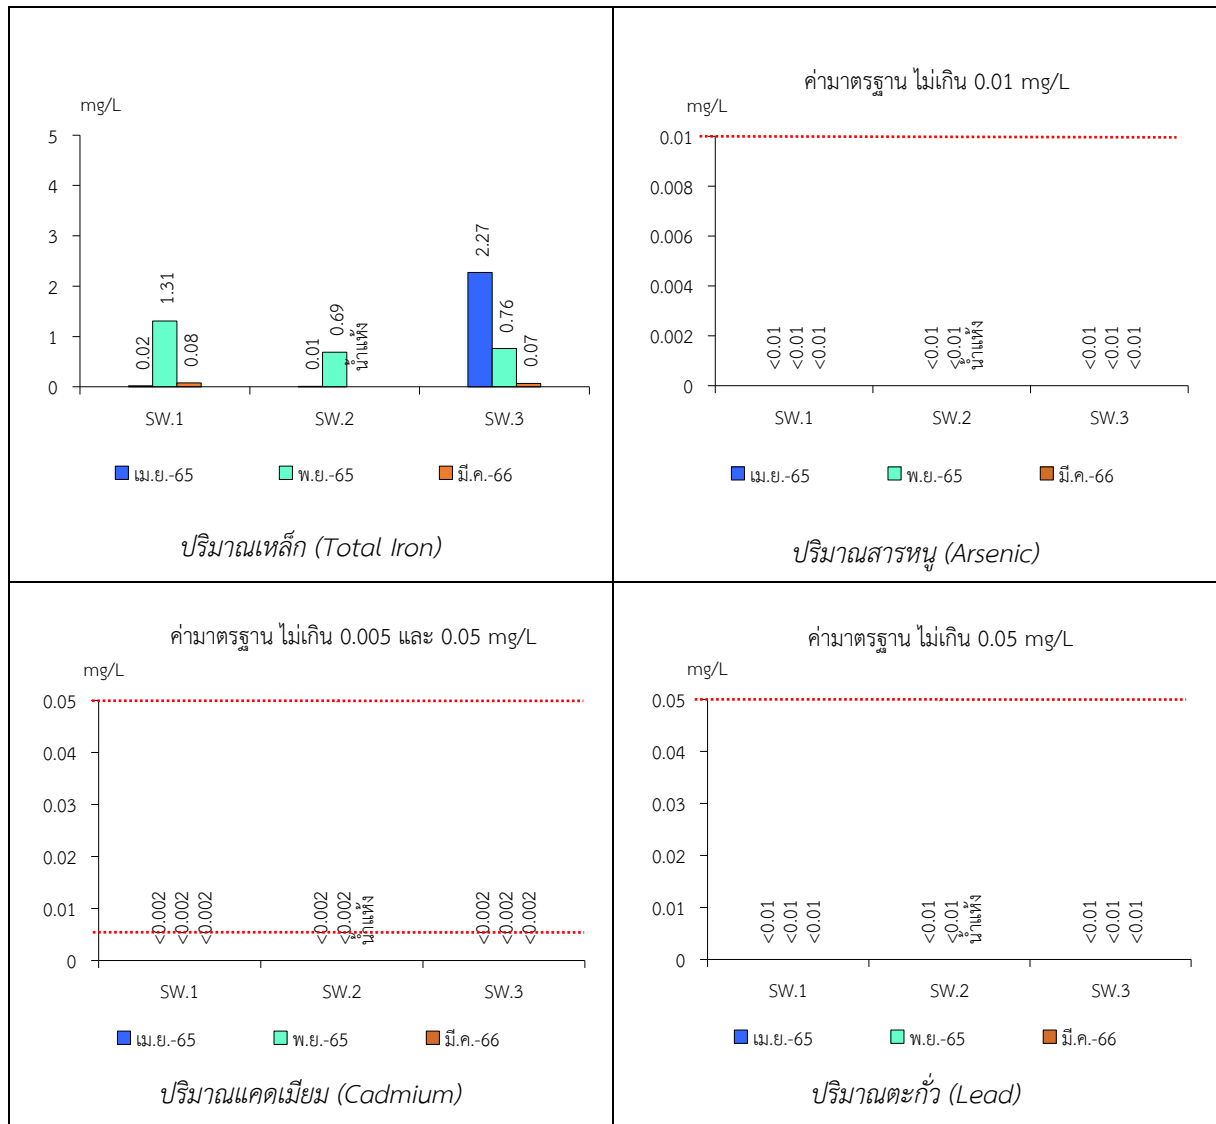 mg/L
5
4
3
2
1
0
0.02
1.31
0.08
0.01
0.69
น้ำแห้ง
2.27
0.76
0.07
SW.1 SW.2 SW.3
เม.ย.-65 พ.ย.-65 มี.ค.-66
ปริมาณเหล็ก (Total Iron)
ค่ามาตรฐาน ไม่เกิน 0.01 mg/L
mg/L
0.01
0.008
0.006
0.004
0.002
0
<0.01
<0.01
<0.01
<0.01
<0.01
น้ำแห้ง
<0.01
<0.01
<0.01
SW.1 SW.2 SW.3
เม.ย.-65 พ.ย.-65 มี.ค.-66
ปริมาณสารหนู (Arsenic)
ค่ามาตรฐาน ไม่เกิน 0.005 และ 0.05 mg/L
mg/L
0.05
0.04
0.03
0.02
0.01
0
<0.002
<0.002
<0.002
<0.002
<0.002
น้ำแห้ง
<0.002
<0.002
<0.002
SW.1 SW.2 SW.3
เม.ย.-65 พ.ย.-65 มี.ค.-66
ปริมาณแคดเมียม (Cadmium)
ค่ามาตรฐาน ไม่เกิน 0.05 mg/L
mg/L
0.05
0.04
0.03
0.02
0.01
0
<0.01
<0.01
<0.01
<0.01
<0.01
น้ำแห้ง
<0.01
<0.01
<0.01
SW.1 SW.2 SW.3
เม.ย.-65 พ.ย.-65 มี.ค.-66
ปริมาณตะกั่ว (Lead)